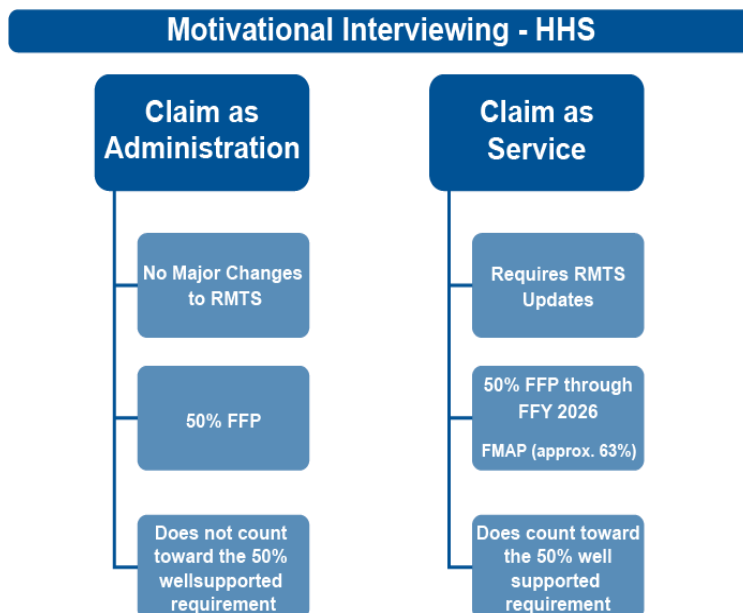 Motivational Interviewing - HHS
Claim as
Administration
No Major Changes
to RMTS
50% FFP
Does not count
toward the 50%
wellsupported
requirement
Claim as
Service
Requires RMTS
Updates
50% FFP through
FFY 2026
FMAP (approx. 63%)
Does count toward
the 50% well
supported
requirement